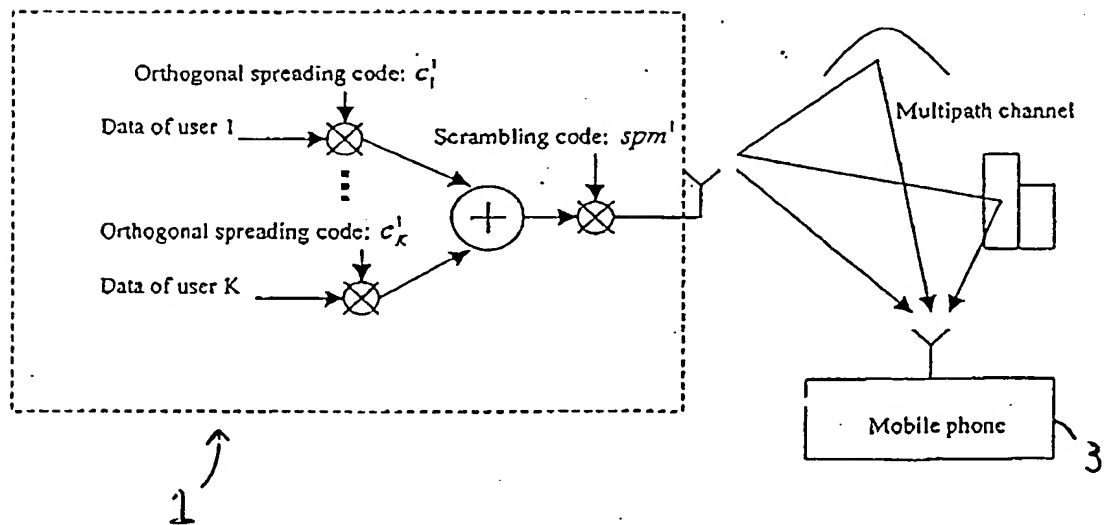 Orthogonal spreading code: c₁¹
Data of user 1
Scrambling code: spm¹
Orthogonal spreading code: c_K¹
Data of user K
Multipath channel
Mobile phone
3
1